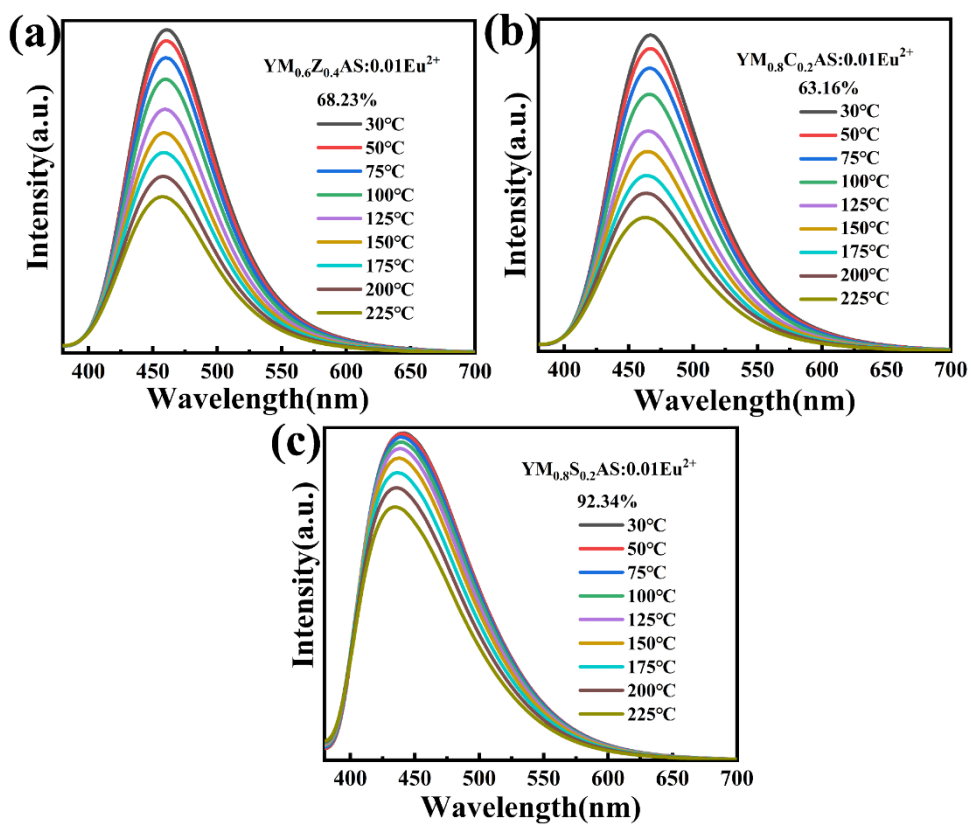 (a)
YM0.6Z0.4AS:0.01Eu2+
68.23%
30°C
50°C
75°C
100°C
125°C
150°C
175°C
200°C
225°C
Intensity(a.u.)
400 450 500 550 600 650 700
Wavelength(nm)
(b)
YM0.8C0.2AS:0.01Eu2+
63.16%
30°C
50°C
75°C
100°C
125°C
150°C
175°C
200°C
225°C
Intensity(a.u.)
400 450 500 550 600 650 700
Wavelength(nm)
(c)
YM0.8S0.2AS:0.01Eu2+
92.34%
30°C
50°C
75°C
100°C
125°C
150°C
175°C
200°C
225°C
Intensity(a.u.)
400 450 500 550 600 650 700
Wavelength(nm)